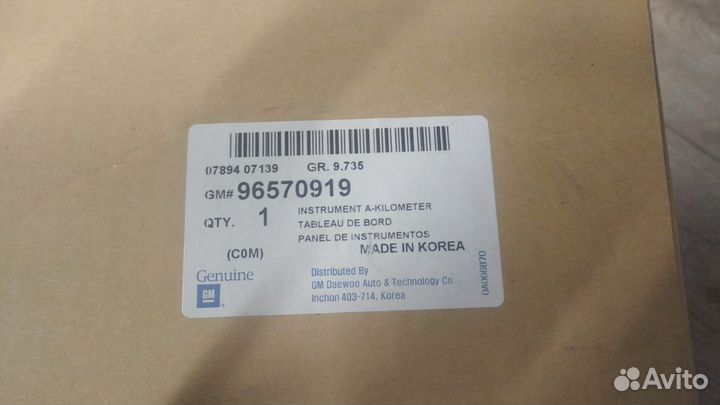 07894 07139 GR. 9.735
GM# 96570919
QTY. 1
INSTRUMENT A-KILOMETER
TABLEAU DE BORD
PANEL DE INSTRUMENTOS
(C0M) MADE IN KOREA
Genuine
GM
Distributed By
GM Daewoo Auto & Technology Co.
Inchon 403-714, Korea
0A066870
Avito